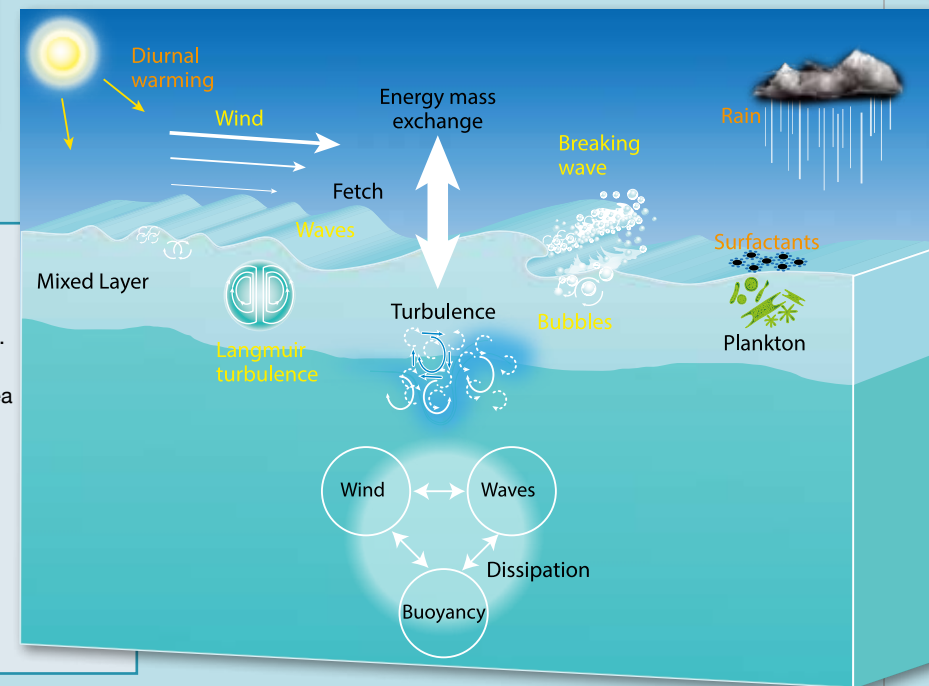 Diurnal
warming
Wind
Energy mass
exchange
Rain
Breaking
wave
Fetch
Waves
Surfactants
Mixed Layer
Turbulence
Bubbles
Plankton
Langmuir
turbulence
Wind
Waves
Dissipation
Buoyancy